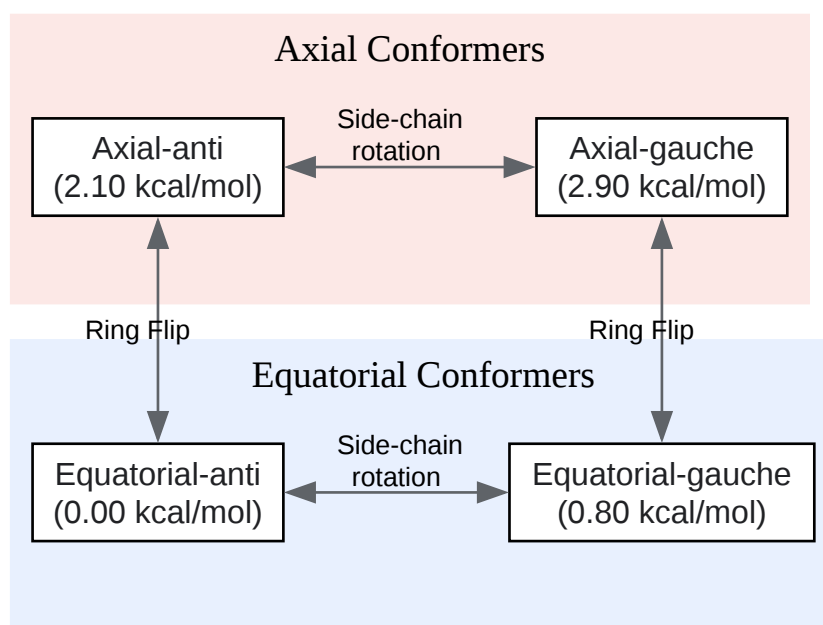 Axial Conformers
Axial-anti
(2.10 kcal/mol)
Side-chain
rotation
Axial-gauche
(2.90 kcal/mol)
Ring Flip
Ring Flip
Equatorial Conformers
Equatorial-anti
(0.00 kcal/mol)
Side-chain
rotation
Equatorial-gauche
(0.80 kcal/mol)